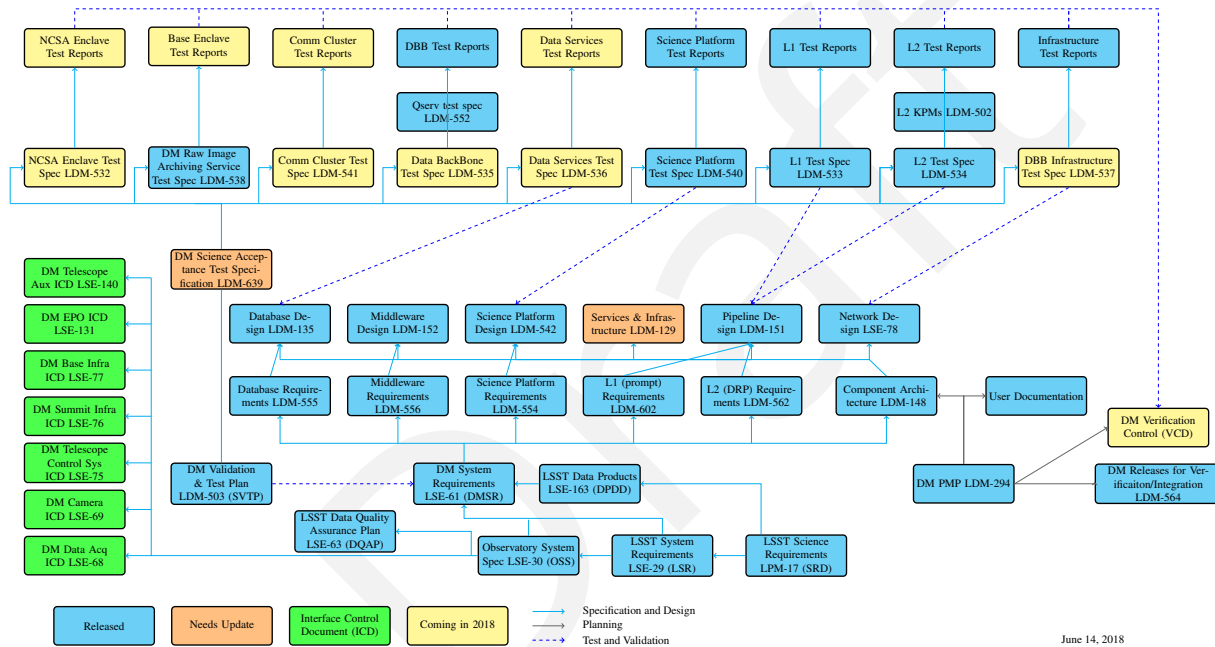 NCSA Enclave
Test Reports
Base Enclave
Test Reports
Comm Cluster
Test Reports
DBB Test Reports
Data Services
Test Reports
Science Platform
Test Reports
L1 Test Reports
L2 Test Reports
Infrastructure
Test Reports
Qserv test spec
LDM-552
L2 KPMs LDM-502
NCSA Enclave Test
Spec LDM-532
DM Raw Image
Archiving Service
Test Spec LDM-538
Comm Cluster Test
Spec LDM-541
Data BackBone
Test Spec LDM-535
Data Services Test
Spec LDM-536
Science Platform
Test Spec LDM-540
L1 Test Spec
LDM-533
L2 Test Spec
LDM-534
DBB Infrastructure
Test Spec LDM-537
DM Science Accep-
tance Test Speci-
fication LDM-639
DM Telescope
Aux ICD LSE-140
DM EPO ICD
LSE-131
DM Base Infra
ICD LSE-77
DM Summit Infra
ICD LSE-76
DM Telescope
Control Sys
ICD LSE-75
DM Camera
ICD LSE-69
DM Data Acq
ICD LSE-68
Database De-
sign LDM-135
Middleware
Design LDM-152
Science Platform
Design LDM-542
Services & Infras-
tructure LDM-129
Pipeline De-
sign LDM-151
Network De-
sign LSE-78
Database Require-
ments LDM-555
Middleware
Requirements
LDM-556
Science Platform
Requirements
LDM-554
L1 (prompt)
Requirements
LDM-602
L2 (DRP) Require-
ments LDM-562
Component Archi-
tecture LDM-148
User Documentation
DM Verification
Control (VCD)
DM Validation
& Test Plan
LDM-503 (SVTP)
DM System
Requirements
LSE-61 (DMSR)
LSST Data Products
LSE-163 (DPDD)
DM PMP LDM-294
DM Releases for Ver-
ificaiton/Integration
LDM-564
LSST Data Quality
Assurance Plan
LSE-63 (DQAP)
Observatory System
Spec LSE-30 (OSS)
LSST System
Requirements
LSE-29 (LSR)
LSST Science
Requirements
LPM-17 (SRD)
Released
Needs Update
Interface Control
Document (ICD)
Coming in 2018
Specification and Design
Planning
Test and Validation
June 14, 2018
Draft